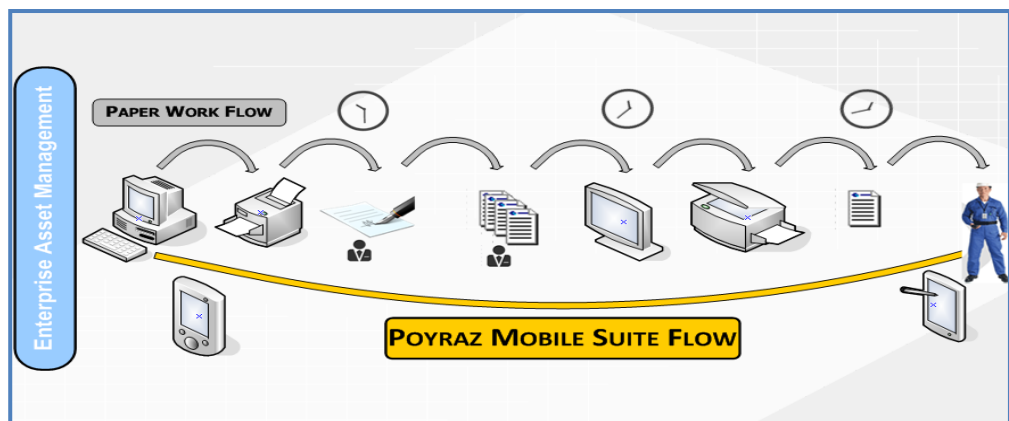 Enterprise Asset Management
PAPER WORK FLOW
POYRAZ MOBILE SUITE FLOW